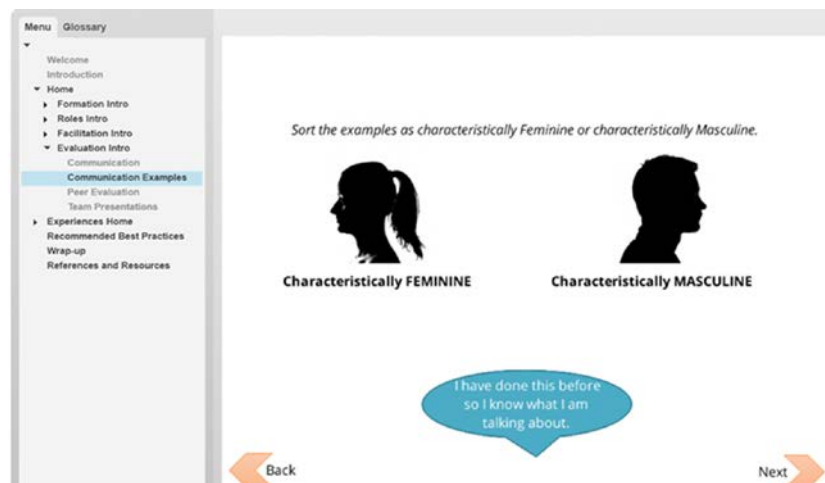 Menu Glossary
Welcome
Introduction
Home
Formation Intro
Roles Intro
Facilitation Intro
Evaluation Intro
Communication
Communication Examples
Peer Evaluation
Team Presentations
Experiences Home
Recommended Best Practices
Wrap-up
References and Resources
Sort the examples as characteristically Feminine or characteristically Masculine.
Characteristically FEMININE
Characteristically MASCULINE
I have done this before
so I know what I am
talking about.
Back
Next